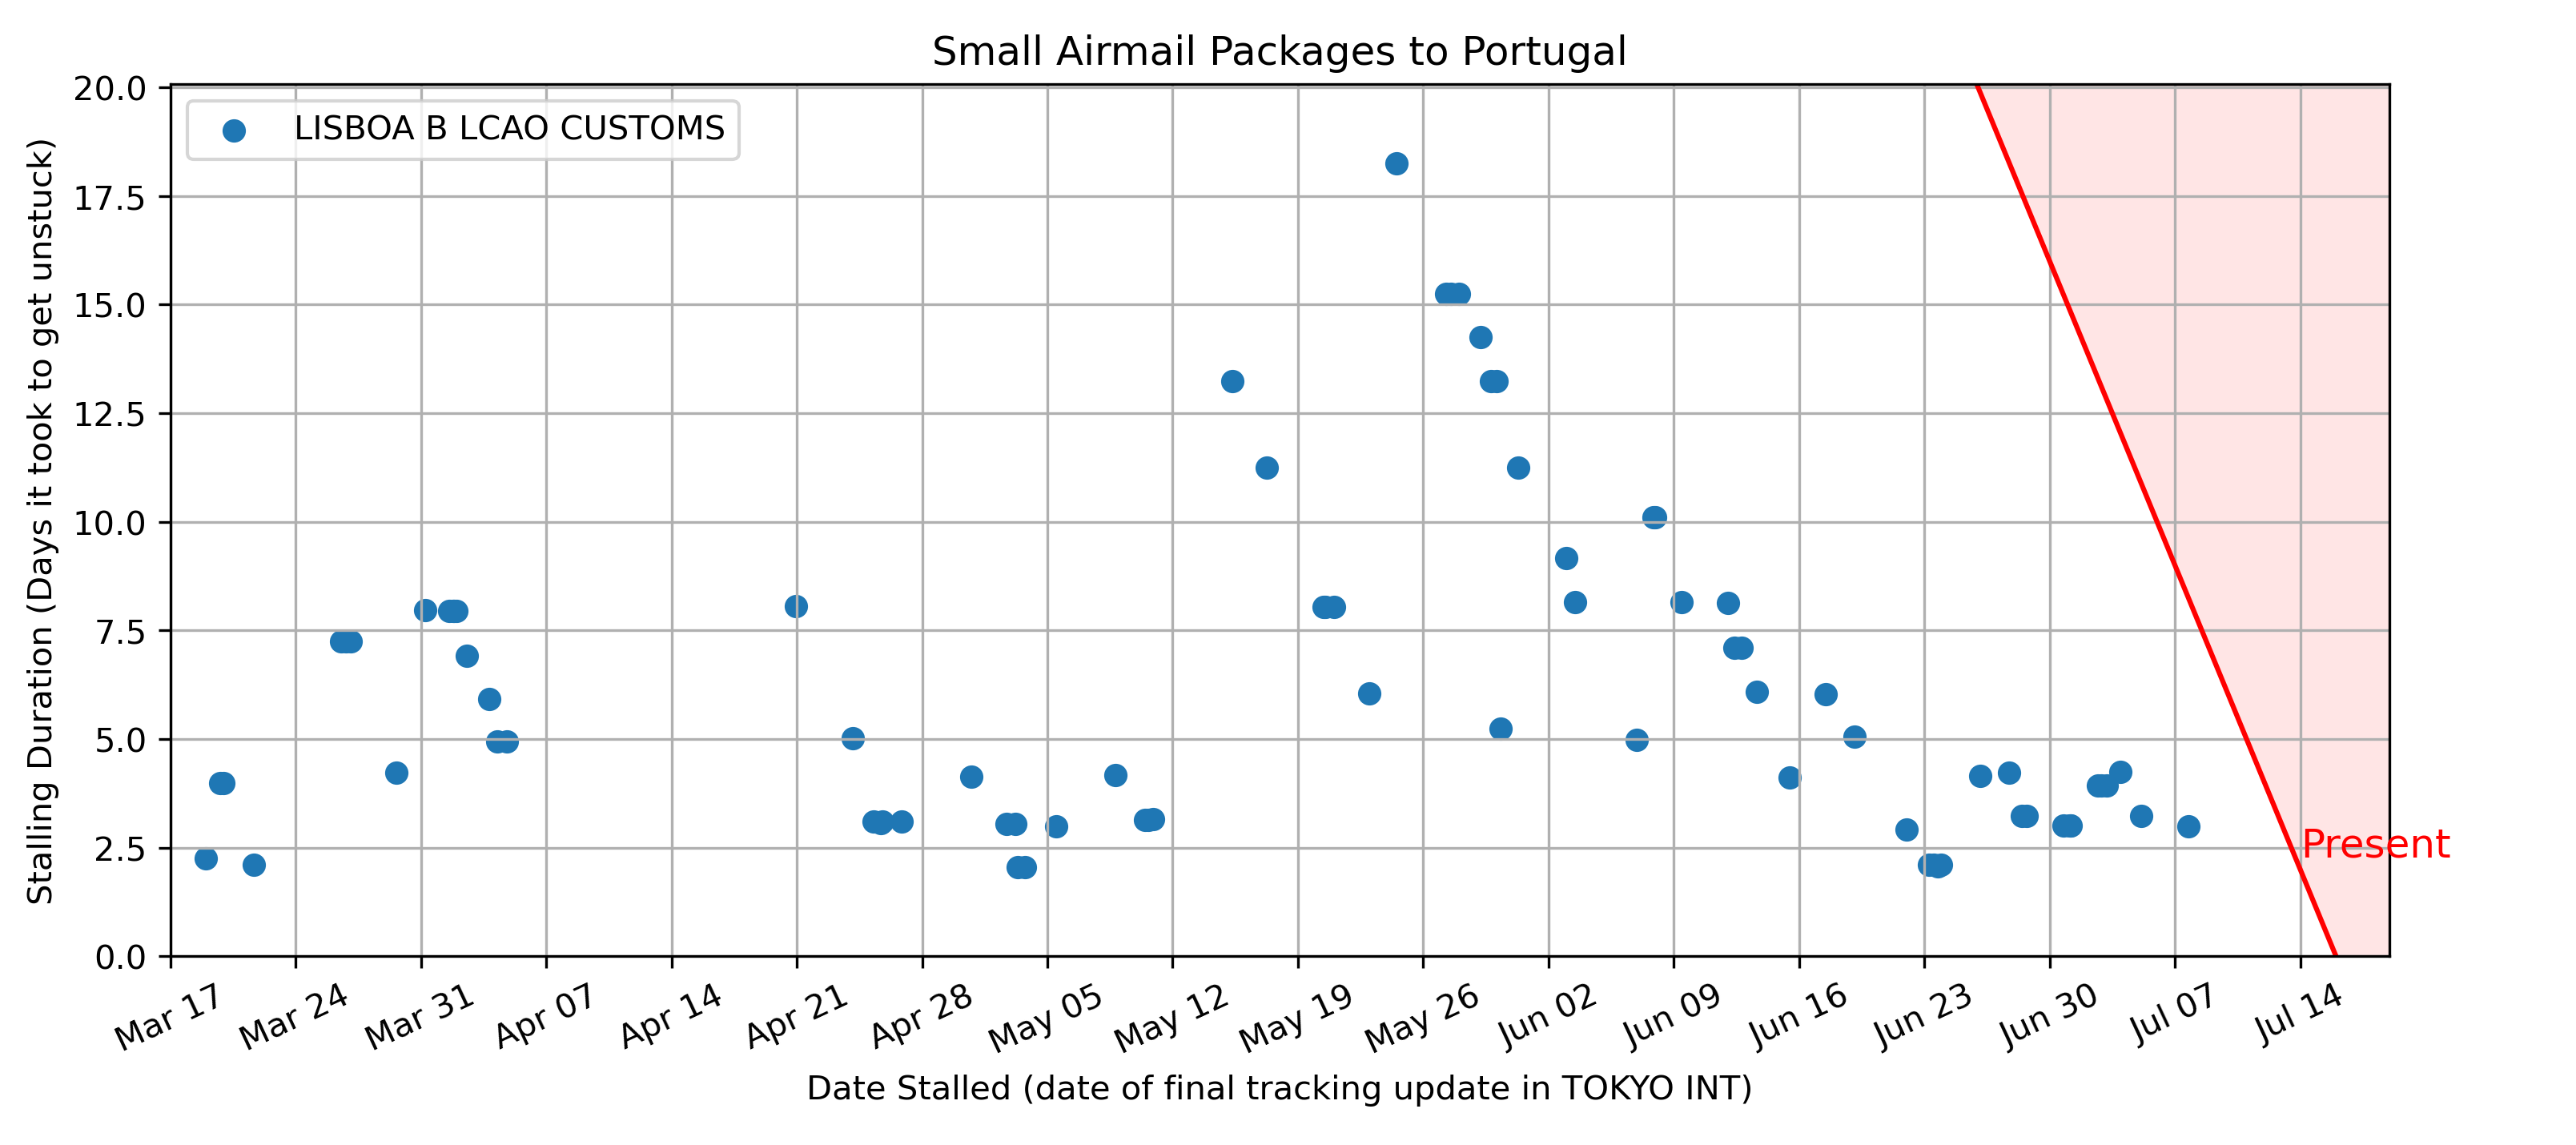 Small Airmail Packages to Portugal
LISBOA B LCAO CUSTOMS
Stalling Duration (Days it took to get unstuck)
20.0
17.5
15.0
12.5
10.0
7.5
5.0
2.5
0.0
Present
Mar 17 Mar 24 Mar 31 Apr 07 Apr 14 Apr 21 Apr 28 May 05 May 12 May 19 May 26 Jun 02 Jun 09 Jun 16 Jun 23 Jun 30 Jul 07 Jul 14
Date Stalled (date of final tracking update in TOKYO INT)